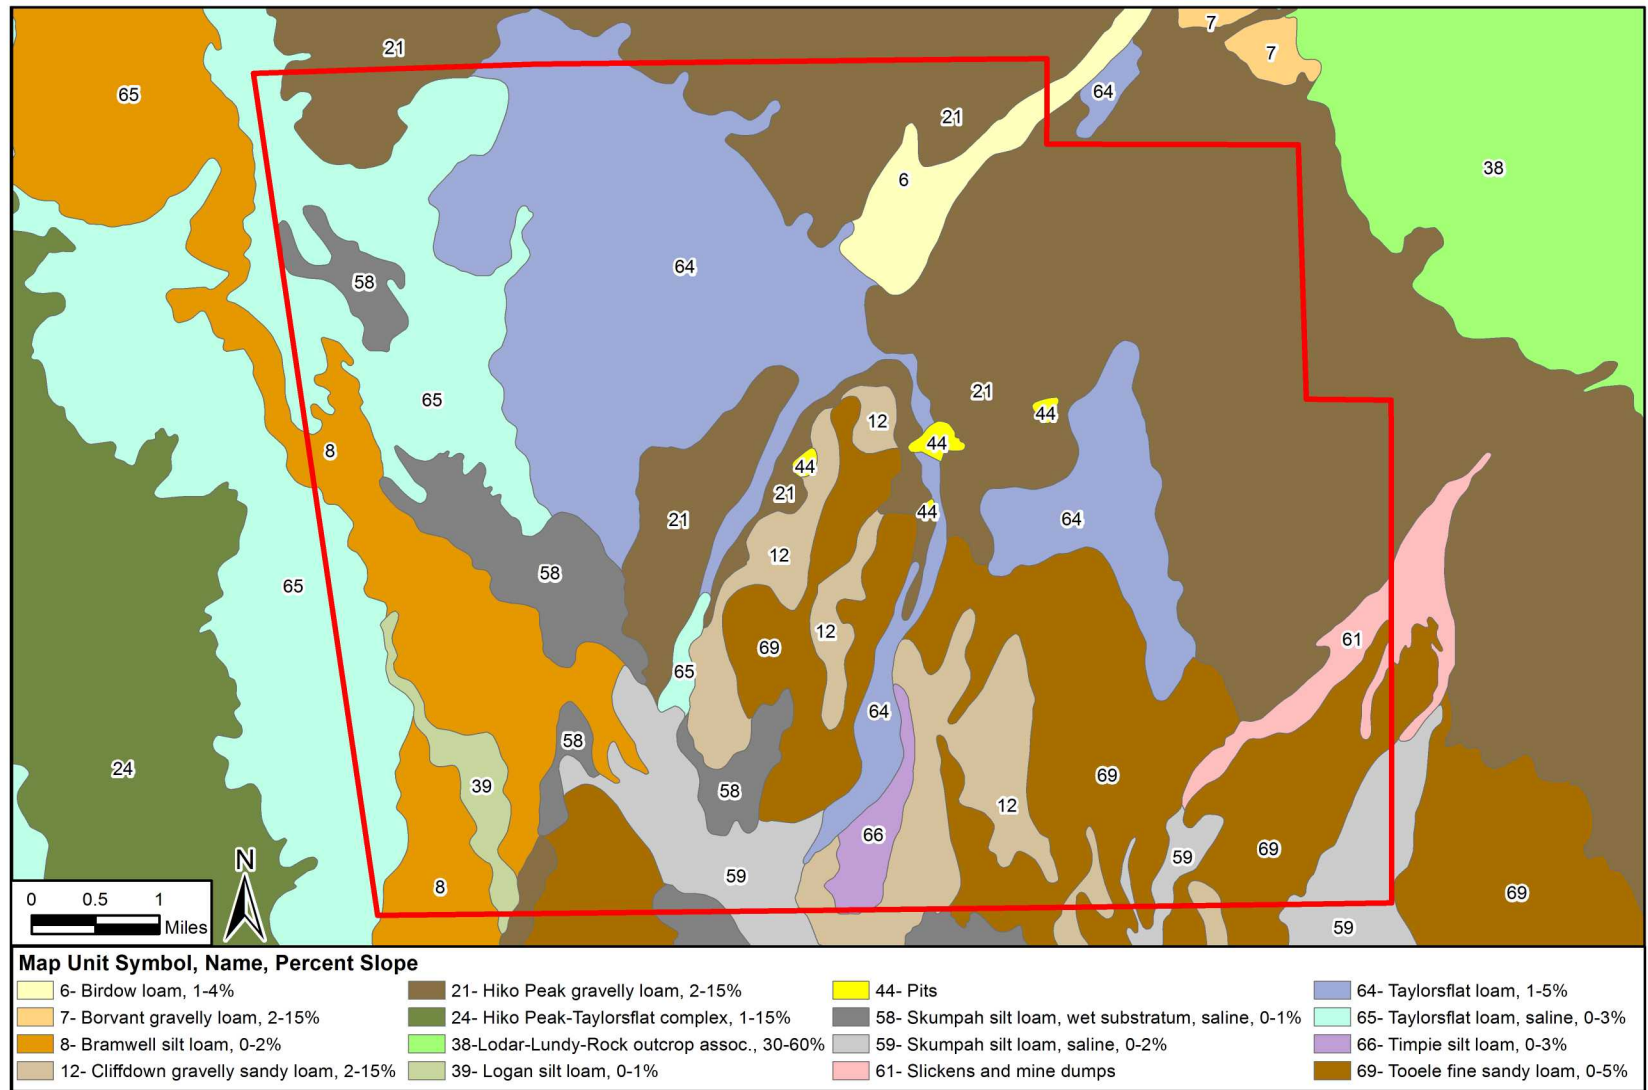 7
21
7
65
64
21
38
6
58
64
65
21
44
12
8
44
44
21
44
21
64
12
58
65
12
61
69
65
64
58
24
69
39
58
12
66
59
69
59
8
69
59
N
0 0.5 1
Miles
Map Unit Symbol, Name, Percent Slope
6- Birdow loam, 1-4%
7- Borvant gravelly loam, 2-15%
8- Bramwell silt loam, 0-2%
12- Cliffdown gravelly sandy loam, 2-15%
21- Hiko Peak gravelly loam, 2-15%
24- Hiko Peak-Taylorsflat complex, 1-15%
38-Lodar-Lundy-Rock outcrop assoc., 30-60%
39- Logan silt loam, 0-1%
44- Pits
58- Skumpah silt loam, wet substratum, saline, 0-1%
59- Skumpah silt loam, saline, 0-2%
61- Slickens and mine dumps
64- Taylorsflat loam, 1-5%
65- Taylorsflat loam, saline, 0-3%
66- Timpie silt loam, 0-3%
69- Tooele fine sandy loam, 0-5%